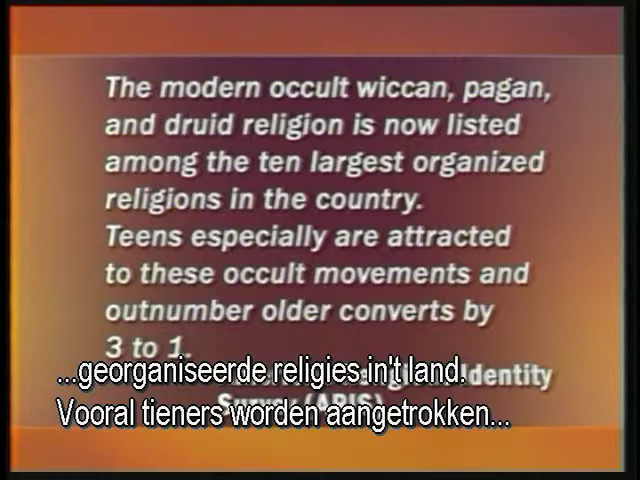 The modern occult wiccan, pagan,
and druid religion is now listed
among the ten largest organized
religions in the country.
Teens especially are attracted
to these occult movements and
outnumber older converts by
3 to 1.
...georganiseerde religies in't land.
Identity
Survey (ARIS)
Vooral tieners worden aangetrokken...